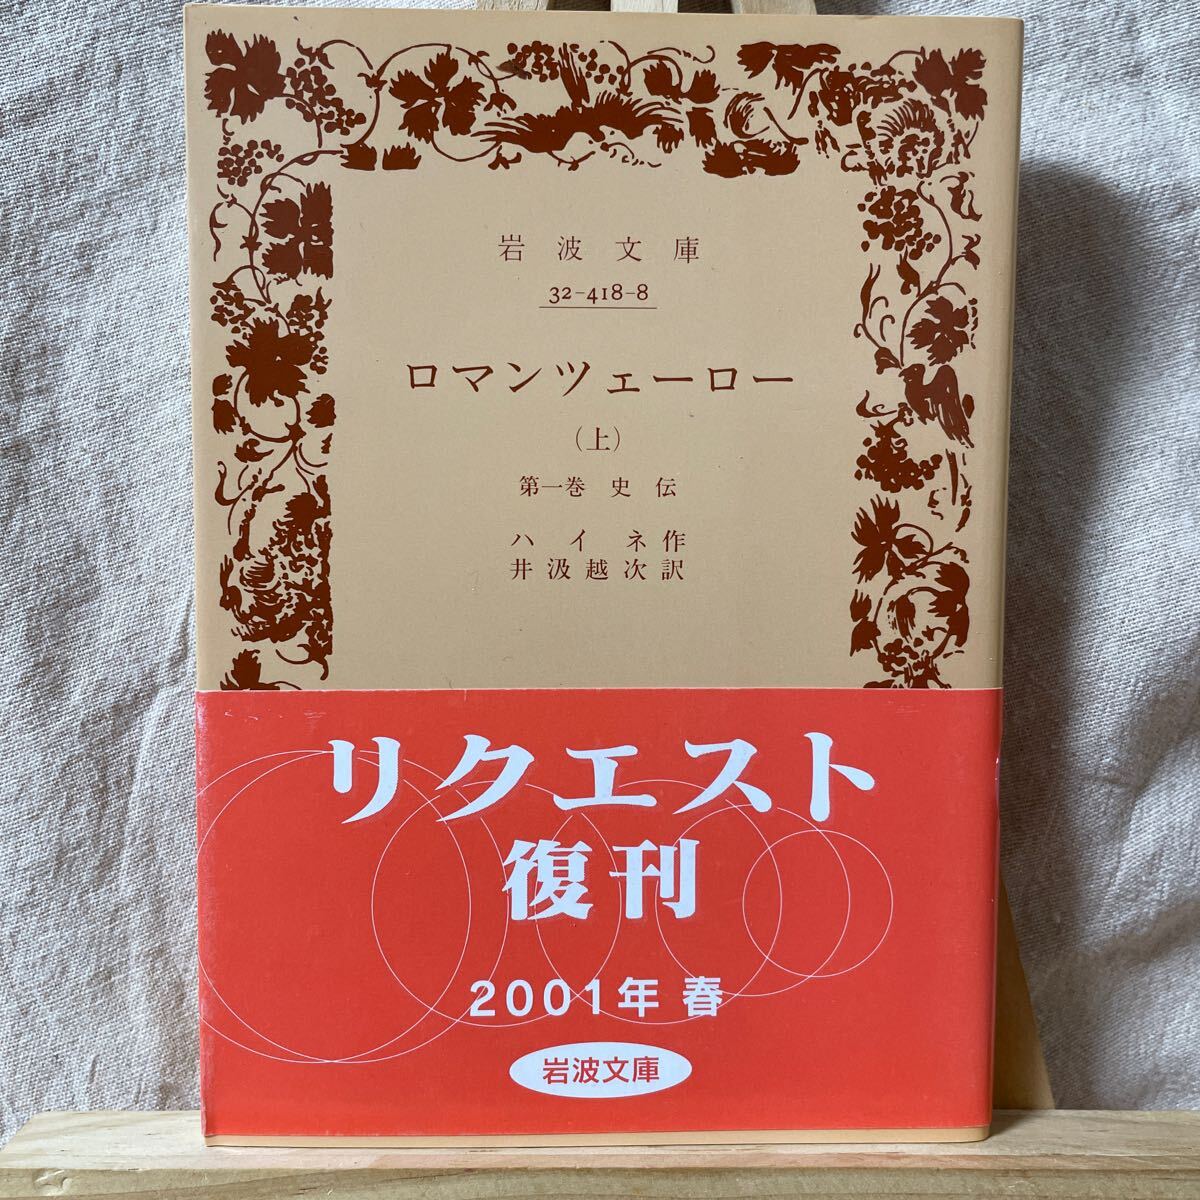 岩波文庫
32-418-8
ロマンツェーロー
（上）
第一巻 史伝
ハイネ作
井汲越次訳
リクエスト
復刊
2001年 春
岩波文庫